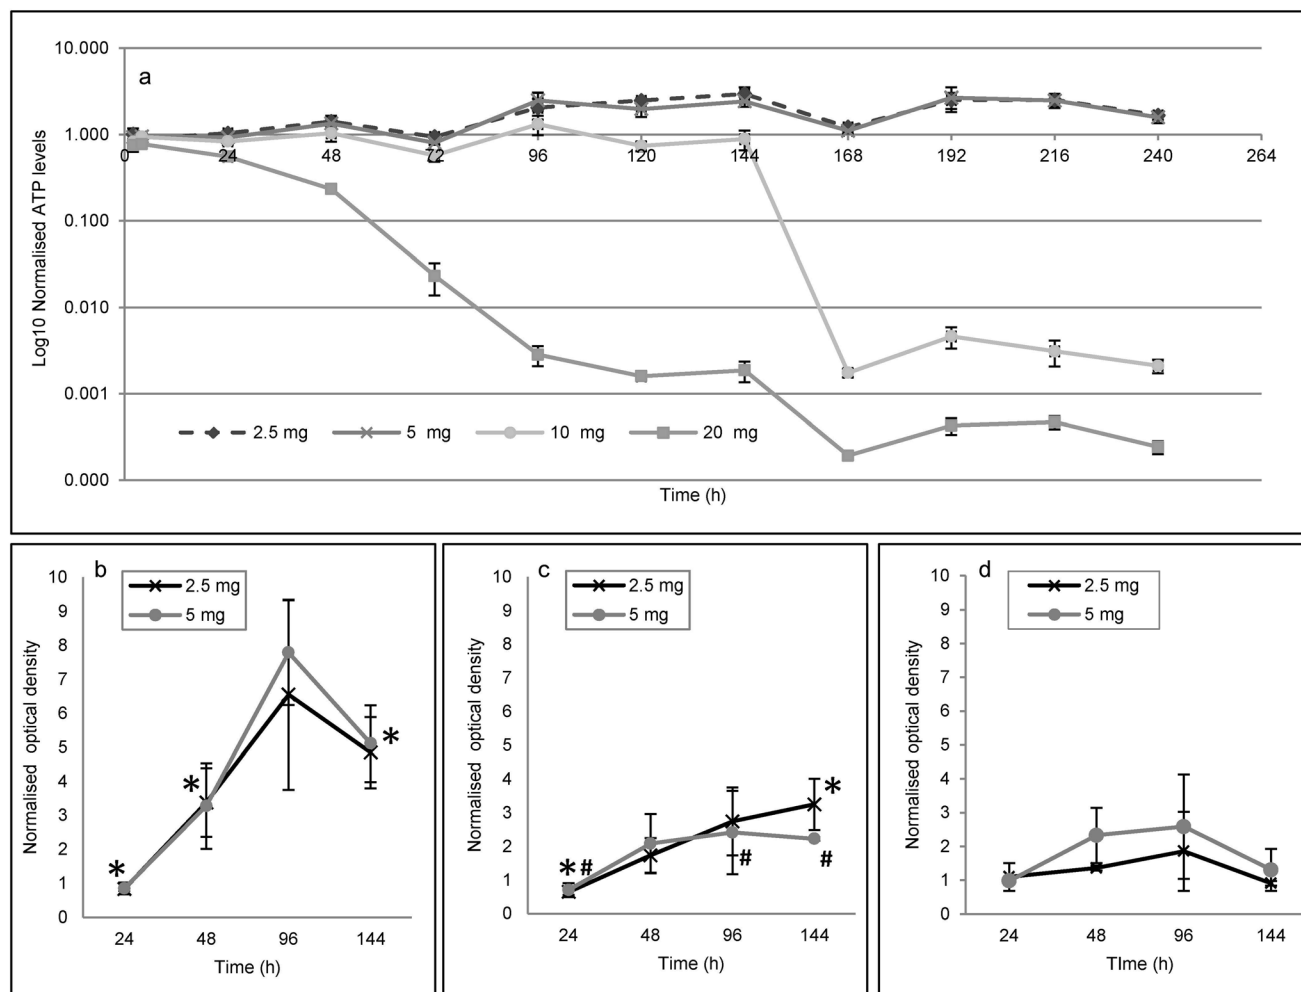 a
10.000
1.000
0.100
0.010
0.001
0.000
Log10 Normalised ATP levels
0 24 48 72 96 120 144 168 192 216 240 264
2.5 mg 5 mg 10 mg 20 mg
Time (h)
b
2.5 mg
5 mg
10
9
8
7
6
5
4
3
2
1
0
Normalised optical density
*
*
*
24 48 96 144
Time (h)
c
2.5 mg
5 mg
10
9
8
7
6
5
4
3
2
1
0
Normalised optical density
*
*#
#
#
24 48 96 144
Time (h)
d
2.5 mg
5 mg
10
9
8
7
6
5
4
3
2
1
0
Normalised optical density
24 48 96 144
TIme (h)